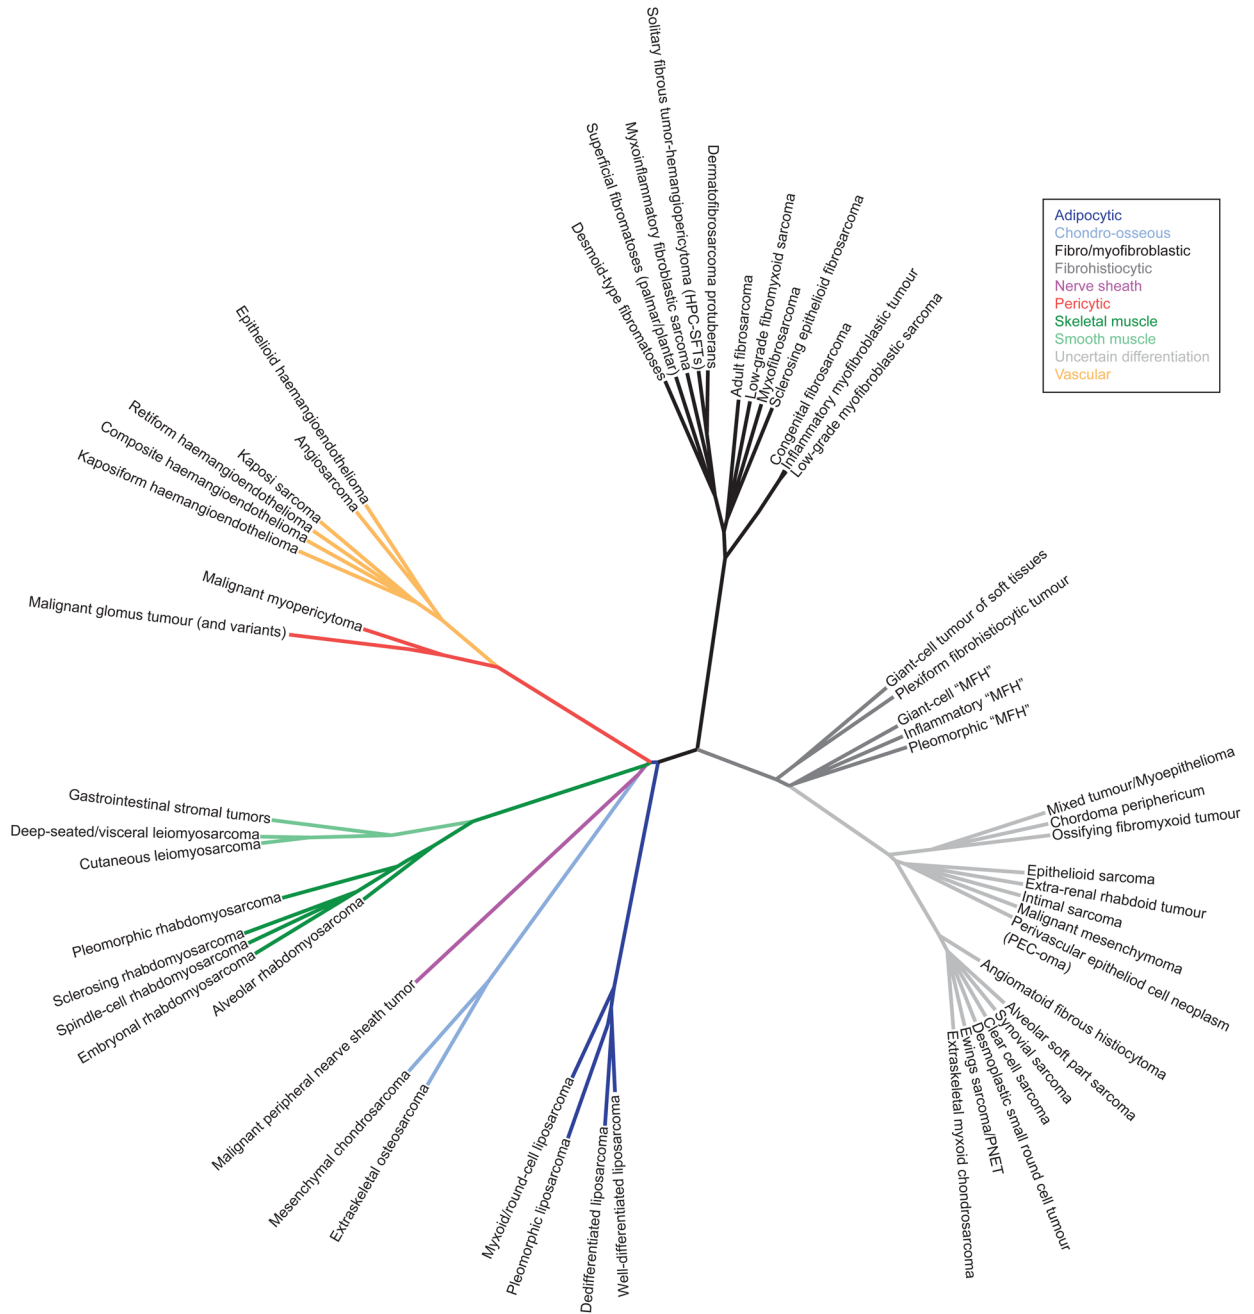 Solitary fibrous tumor-hemangiopericytoma (HPC-SFTs)
Superficial fibromatoses (palmar/plantar)
Myxoinflammatory fibroblastic sarcoma
Dermatofibrosarcoma protuberans
Desmoid-type fibromatoses
Adult fibrosarcoma
Low-grade fibromyxoid sarcoma
Myxofibrosarcoma
Sclerosing epithelioid fibrosarcoma
Congenital fibrosarcoma
Inflammatory myofibroblastic tumour
Low-grade myofibroblastic sarcoma
Adipocytic
Chondro-osseous
Fibro/myofibroblastic
Fibrohistiocytic
Nerve sheath
Pericytic
Skeletal muscle
Smooth muscle
Uncertain differentiation
Vascular
Epithelioid haemangioendothelioma
Angiosarcoma
Kaposi sarcoma
Retiform haemangioendothelioma
Composite haemangioendothelioma
Kaposiform haemangioendothelioma
Malignant myopericytoma
Malignant glomus tumour (and variants)
Giant-cell tumour of soft tissues
Plexiform fibrohistiocytic tumour
Giant-cell “MFH”
Inflammatory “MFH”
Pleomorphic “MFH”
Mixed tumour/Myoepithelioma
Chordoma periphericum
Ossifying fibromyxoid tumour
Epithelioid sarcoma
Extra-renal rhabdoid tumour
Intimal sarcoma
Malignant mesenchymoma
Perivascular epitheliod cell neoplasm
(PEC-oma)
Angiomatoid fibrous histiocytoma
Alveolar soft part sarcoma
Synovial sarcoma
Clear cell sarcoma
Desmoplastic small round cell tumour
Ewings sarcoma/PNET
Extraskeletal myxoid chondrosarcoma
Gastrointestinal stromal tumors
Deep-seated/visceral leiomyosarcoma
Cutaneous leiomyosarcoma
Pleomorphic rhabdomyosarcoma
Sclerosing rhabdomyosarcoma
Spindle-cell rhabdomyosarcoma
Embryonal rhabdomyosarcoma
Alveolar rhabdomyosarcoma
Malignant peripheral nearve sheath tumor
Mesenchymal chondrosarcoma
Extraskeletal osteosarcoma
Myxoid/round-cell liposarcoma
Pleomorphic liposarcoma
Dedifferentiated liposarcoma
Well-differentiated liposarcoma